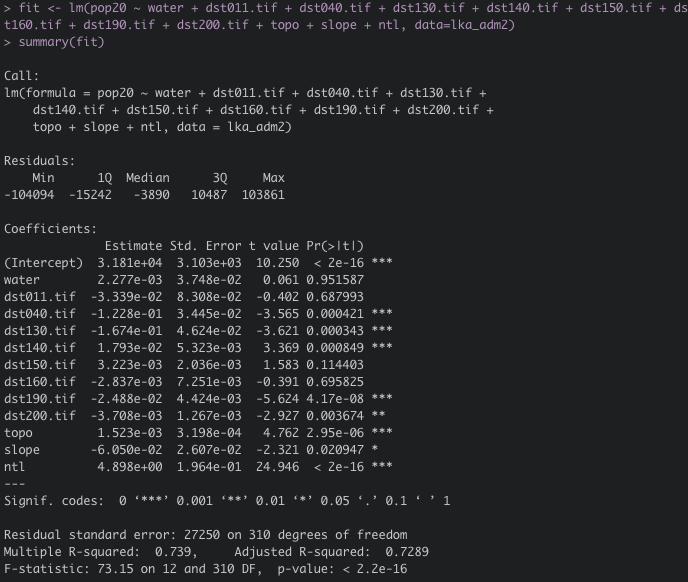 > fit <- lm(pop20 ~ water + dst011.tif + dst040.tif + dst130.tif + dst140.tif + dst150.tif + ds
t160.tif + dst190.tif + dst200.tif + topo + slope + ntl, data=lka_adm2)
> summary(fit)

Call:
lm(formula = pop20 ~ water + dst011.tif + dst040.tif + dst130.tif +
    dst140.tif + dst150.tif + dst160.tif + dst190.tif + dst200.tif +
    topo + slope + ntl, data = lka_adm2)

Residuals:
    Min      1Q  Median      3Q     Max
-104094  -15242   -3890   10487  103861

Coefficients:
              Estimate Std. Error t value Pr(>|t|)
(Intercept)  3.181e+04  3.103e+03  10.250  < 2e-16 ***
water        2.277e-03  3.748e-02   0.061 0.951587
dst011.tif  -3.339e-02  8.308e-02  -0.402 0.687993
dst040.tif  -1.228e-01  3.445e-02  -3.565 0.000421 ***
dst130.tif  -1.674e-01  4.624e-02  -3.621 0.000343 ***
dst140.tif   1.793e-02  5.323e-03   3.369 0.000849 ***
dst150.tif   3.223e-03  2.036e-03   1.583 0.114403
dst160.tif  -2.837e-03  7.251e-03  -0.391 0.695825
dst190.tif  -2.488e-02  4.424e-03  -5.624 4.17e-08 ***
dst200.tif  -3.708e-03  1.267e-03  -2.927 0.003674 **
topo         1.523e-03  3.198e-04   4.762 2.95e-06 ***
slope       -6.050e-02  2.607e-02  -2.321 0.020947 *
ntl          4.898e+00  1.964e-01  24.946  < 2e-16 ***
---
Signif. codes:  0 ‘***’ 0.001 ‘**’ 0.01 ‘*’ 0.05 ‘.’ 0.1 ‘ ’ 1

Residual standard error: 27250 on 310 degrees of freedom
Multiple R-squared:  0.739,     Adjusted R-squared:  0.7289
F-statistic: 73.15 on 12 and 310 DF,  p-value: < 2.2e-16